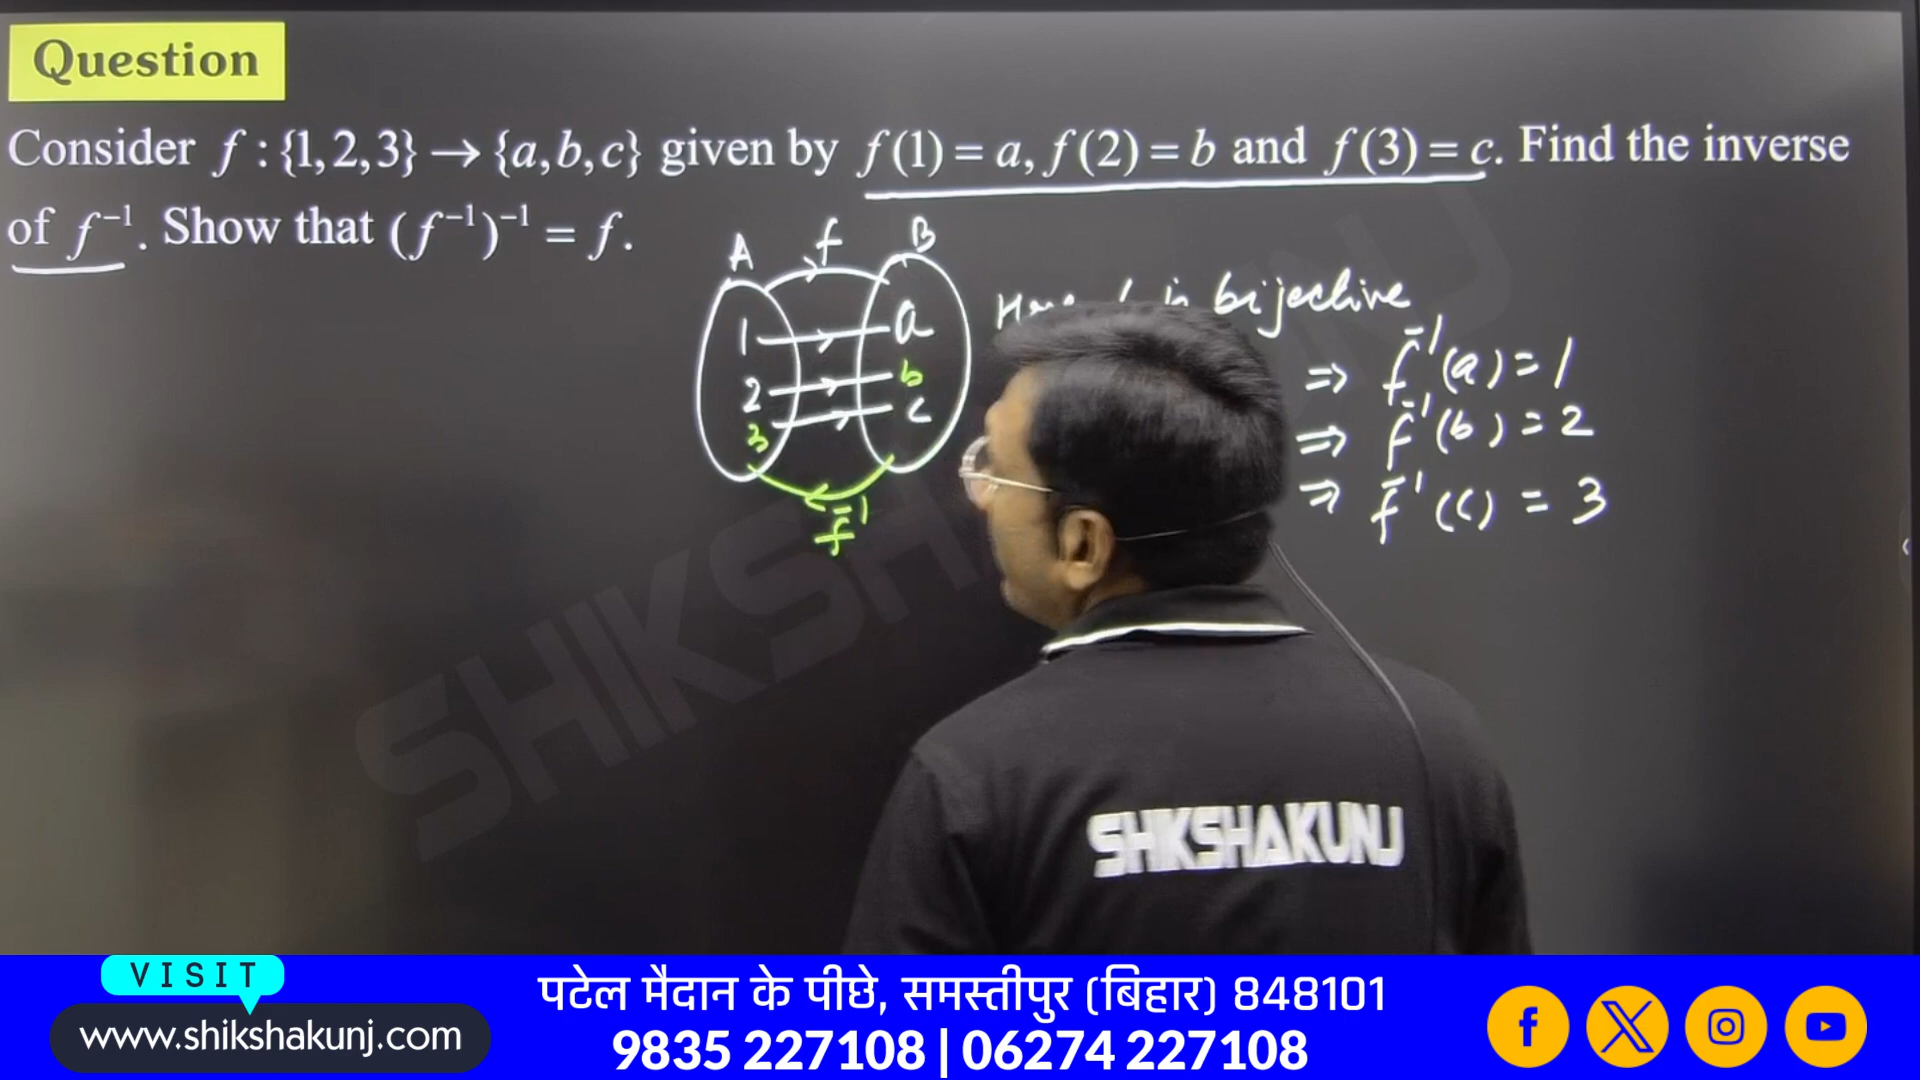 Question
Consider f : {1,2,3} → {a,b,c} given by f(1) = a, f(2) = b and f(3) = c. Find the inverse
of f⁻¹. Show that (f⁻¹)⁻¹ = f.
A f B
1 a
2 b
3 c
f⁻¹
is bijective
⇒ f⁻¹(a) = 1
⇒ f⁻¹(b) = 2
⇒ f⁻¹(c) = 3
SHIKSHAKUNJ
SHIKSHAKUNJ
VISIT
www.shikshakunj.com
पटेल मैदान के पीछे, समस्तीपुर (बिहार) 848101
9835 227108 | 06274 227108